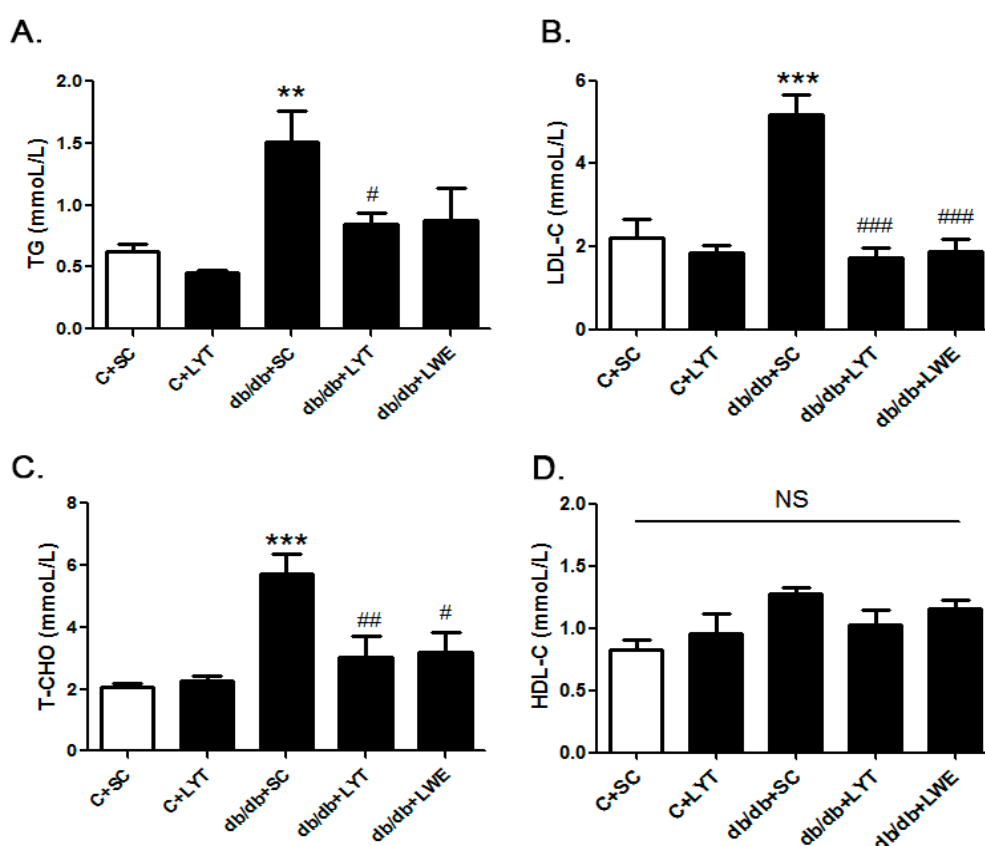 A.
TG (mmoL/L)
2.0
1.5
1.0
0.5
0.0
**
#
C+SC
C+LYT
db/db+SC
db/db+LYT
db/db+LWE
B.
LDL-C (mmoL/L)
6
4
2
0
***
###
###
C+SC
C+LYT
db/db+SC
db/db+LYT
db/db+LWE
C.
T-CHO (mmoL/L)
8
6
4
2
0
***
##
#
C+SC
C+LYT
db/db+SC
db/db+LYT
db/db+LWE
D.
HDL-C (mmoL/L)
2.0
1.5
1.0
0.5
0.0
NS
C+SC
C+LYT
db/db+SC
db/db+LYT
db/db+LWE